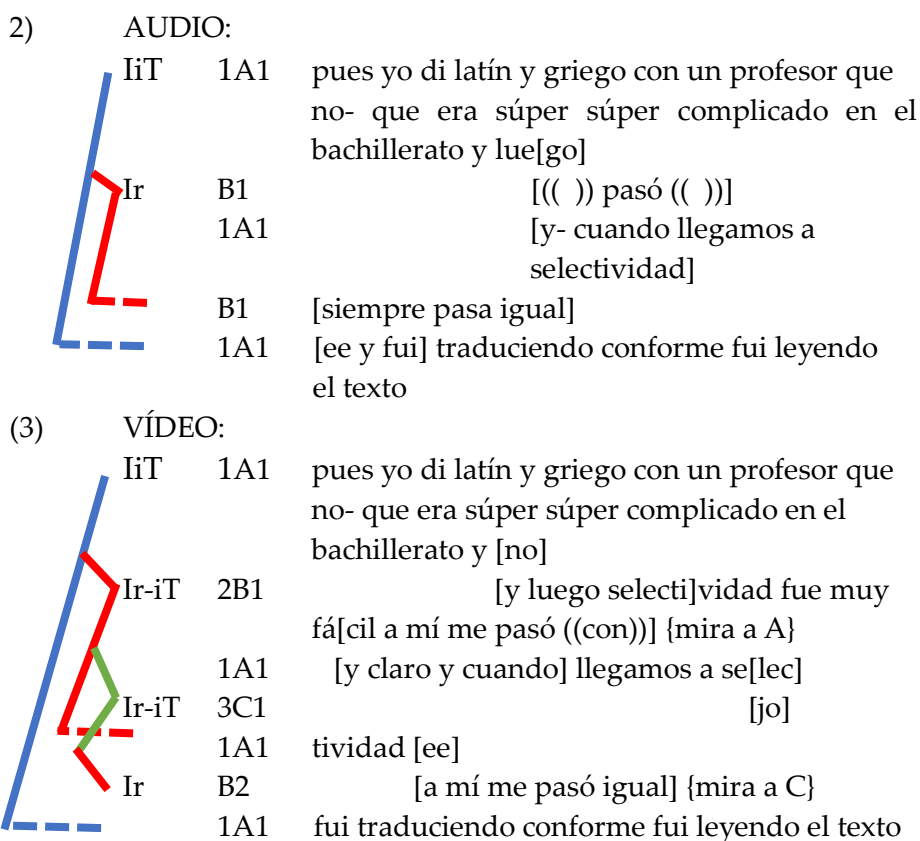 2) AUDIO:
IiT 1A1 pues yo di latín y griego con un profesor que
no- que era súper súper complicado en el
bachillerato y lue[go]
Ir B1 [(( )) pasó (( ))]
1A1 [y- cuando llegamos a
selectividad]
B1 [siempre pasa igual]
1A1 [ee y fui] traduciendo conforme fui leyendo
el texto
(3) VÍDEO:
IiT 1A1 pues yo di latín y griego con un profesor que
no- que era súper súper complicado en el
bachillerato y [no]
Ir-iT 2B1 [y luego selecti]vidad fue muy
fá[cil a mí me pasó ((con))] {mira a A}
1A1 [y claro y cuando] llegamos a se[lec]
Ir-iT 3C1 [jo]
1A1 tividad [ee]
Ir B2 [a mí me pasó igual] {mira a C}
1A1 fui traduciendo conforme fui leyendo el texto